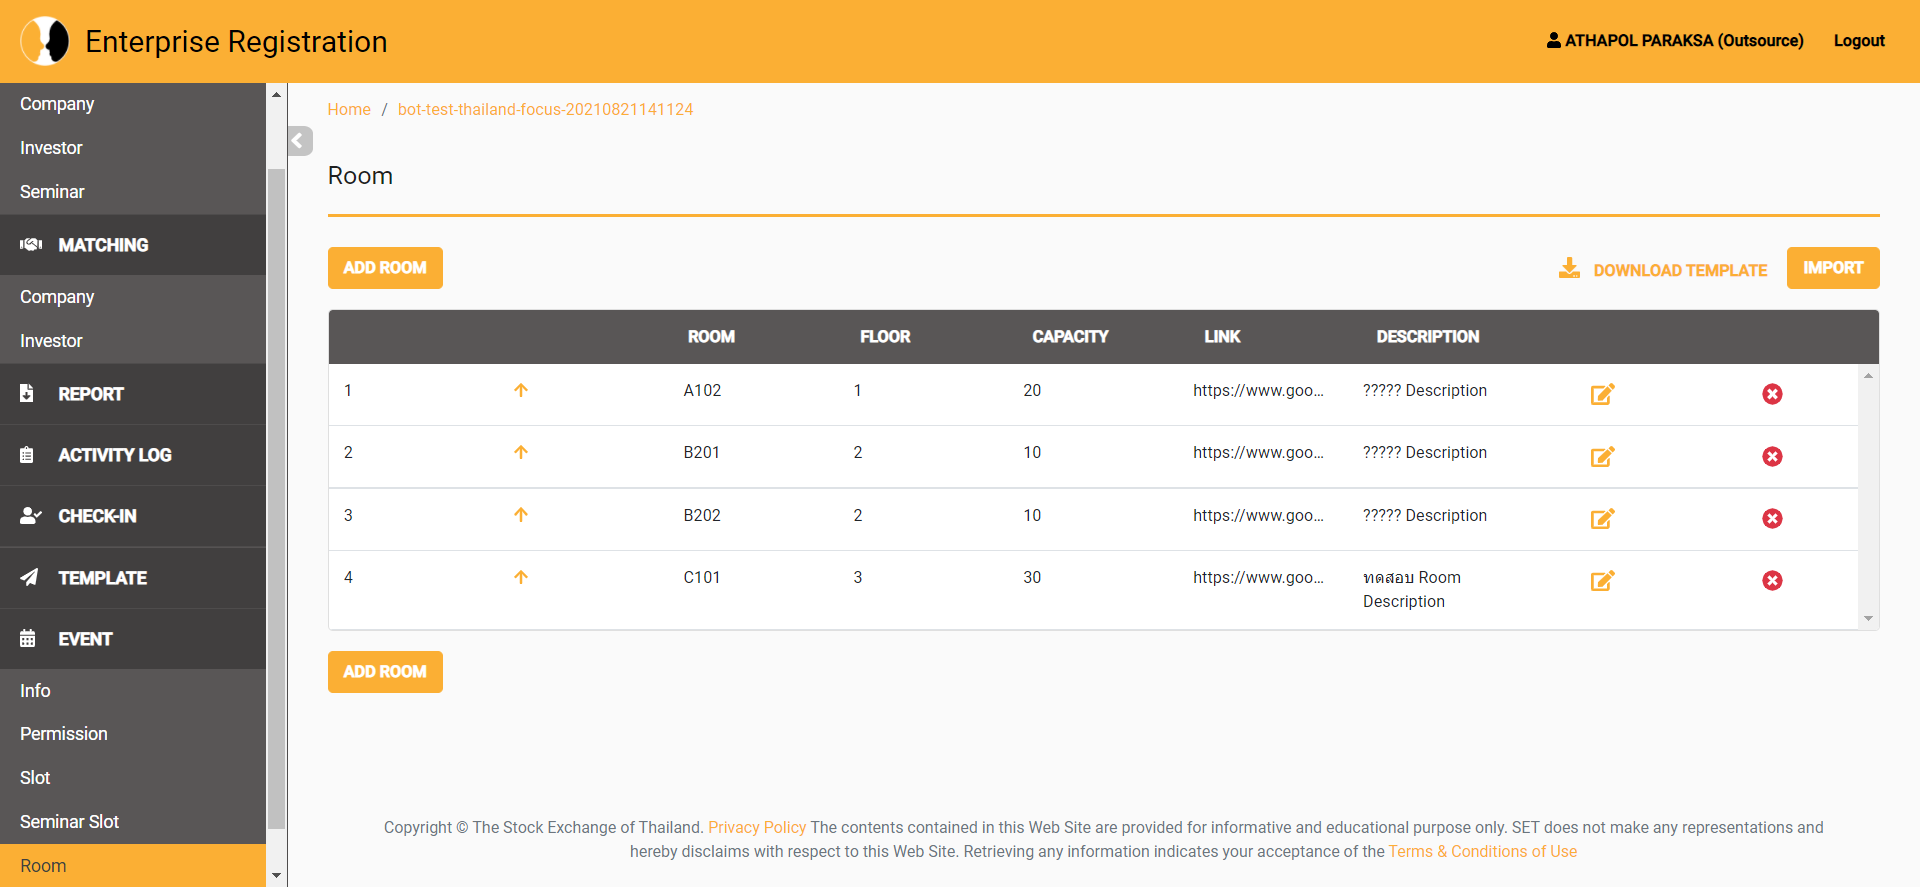 Enterprise Registration
ATHAPOL PARAKSA (Outsource)
Logout
Company
Investor
Seminar
MATCHING
Company
Investor
REPORT
ACTIVITY LOG
CHECK-IN
TEMPLATE
EVENT
Info
Permission
Slot
Seminar Slot
Room
Home / bot-test-thailand-focus-20210821141124
Room
ADD ROOM
DOWNLOAD TEMPLATE
IMPORT
ROOM FLOOR CAPACITY LINK DESCRIPTION
1 A102 1 20 https://www.goo... ????? Description
2 B201 2 10 https://www.goo... ????? Description
3 B202 2 10 https://www.goo... ????? Description
4 C101 3 30 https://www.goo... ทดสอบ Room
Description
ADD ROOM
Copyright © The Stock Exchange of Thailand. Privacy Policy The contents contained in this Web Site are provided for informative and educational purpose only. SET does not make any representations and
hereby disclaims with respect to this Web Site. Retrieving any information indicates your acceptance of the Terms & Conditions of Use